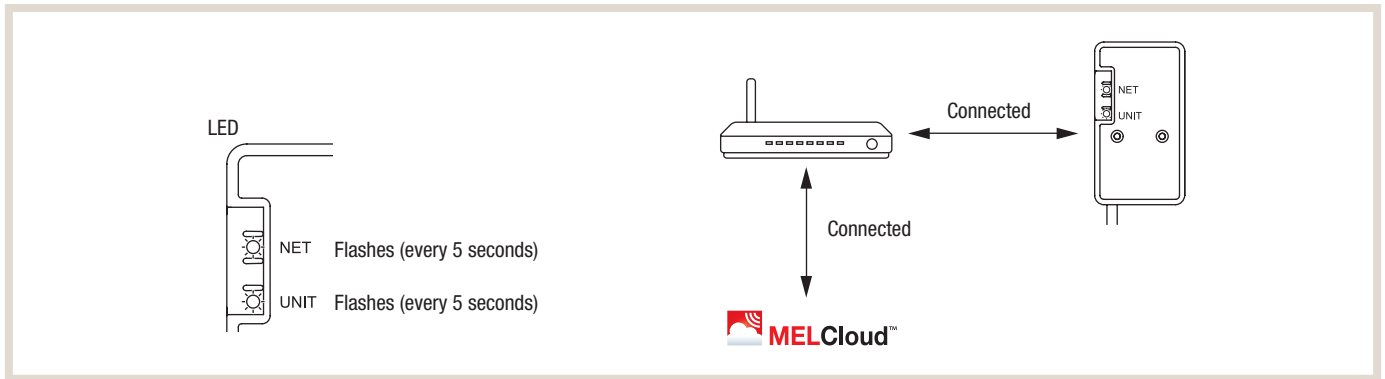 LED
NET Flashes (every 5 seconds)
UNIT Flashes (every 5 seconds)
Connected
NET
UNIT
Connected
MELCloud™